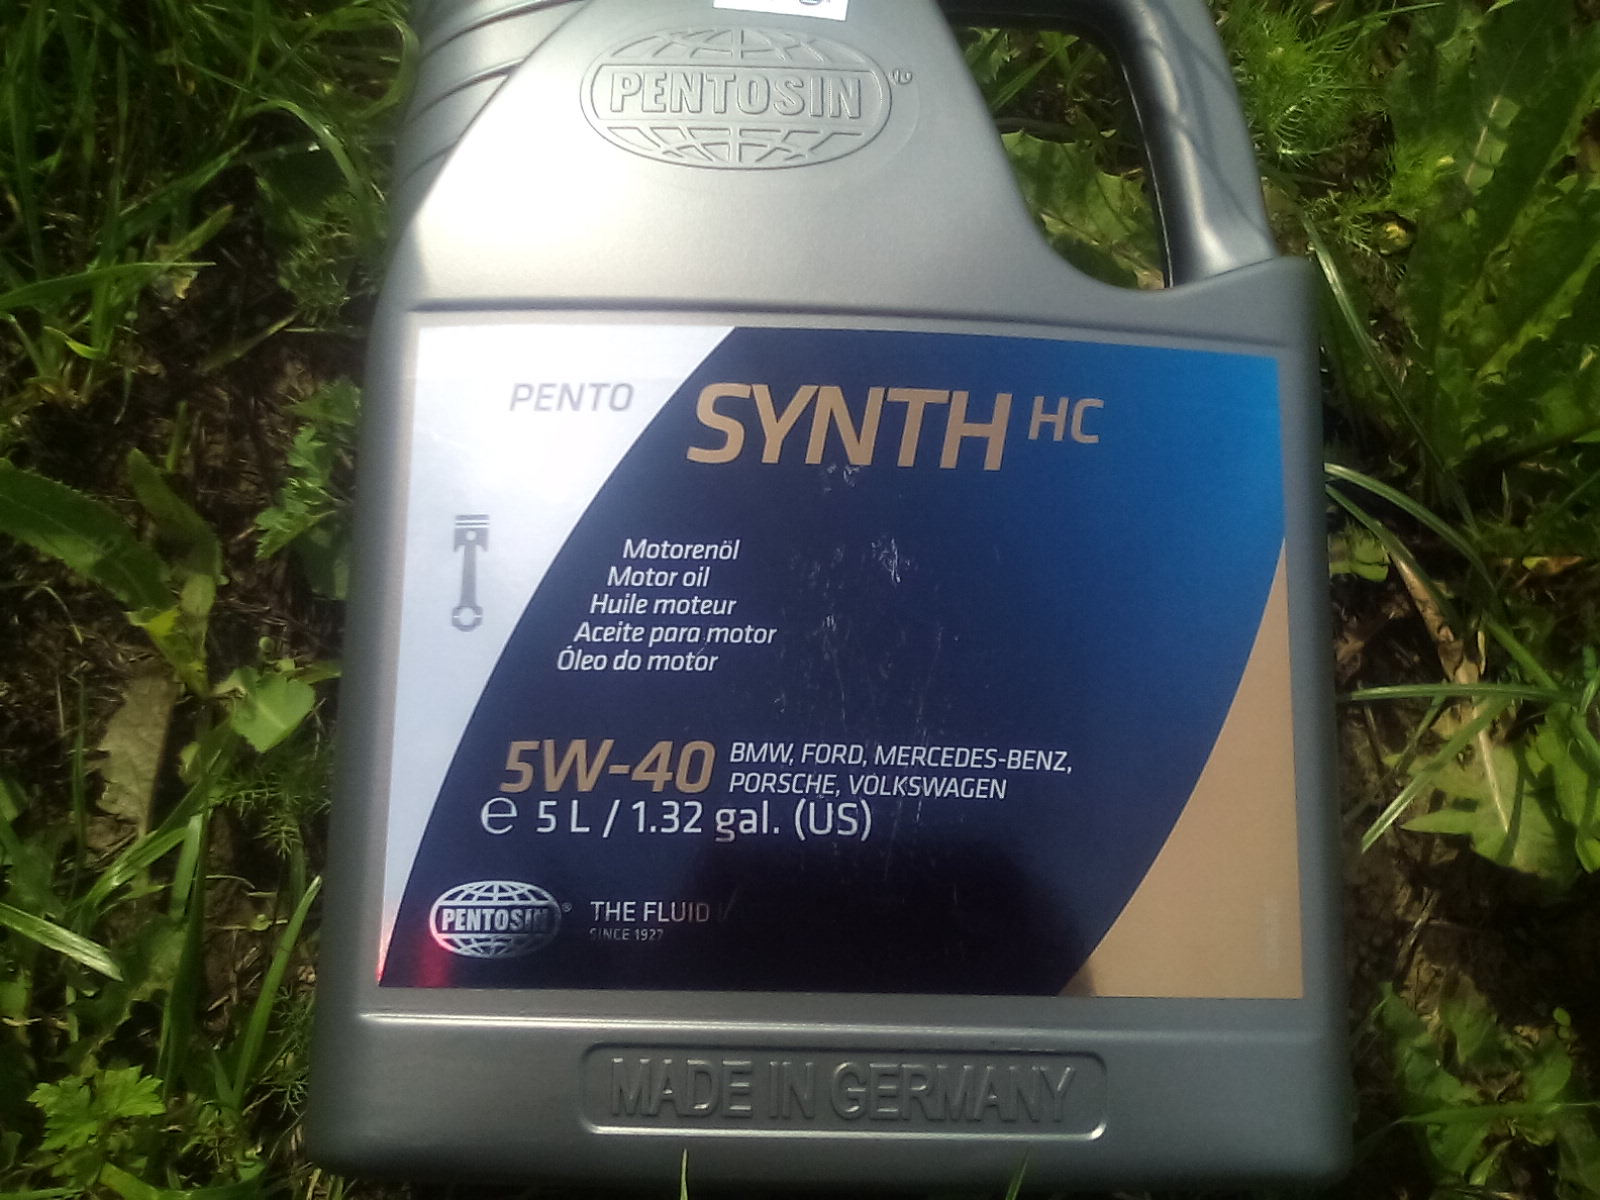 PENTOSIN
PENTO SYNTH HC
Motorenöl
Motor oil
Huile moteur
Aceite para motor
Óleo do motor
5W-40 BMW, FORD, MERCEDES-BENZ,
PORSCHE, VOLKSWAGEN
℮ 5 L / 1.32 gal. (US)
PENTOSIN® THE FLUID
SINCE 1927
MADE IN GERMANY